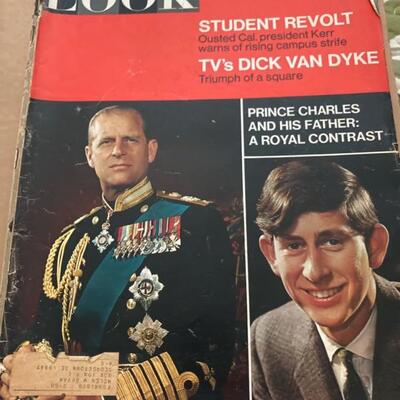 LOOK
STUDENT REVOLT
Ousted Cal. president Kerr
warns of rising campus strife
TV's DICK VAN DYKE
Triumph of a square
PRINCE CHARLES
AND HIS FATHER:
A ROYAL CONTRAST